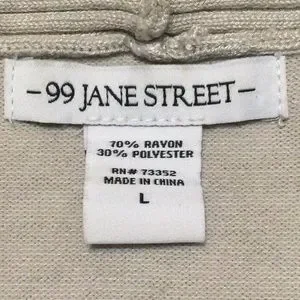 - 99 JANE STREET -
70% RAYON
30% POLYESTER
RN# 73352
MADE IN CHINA
L